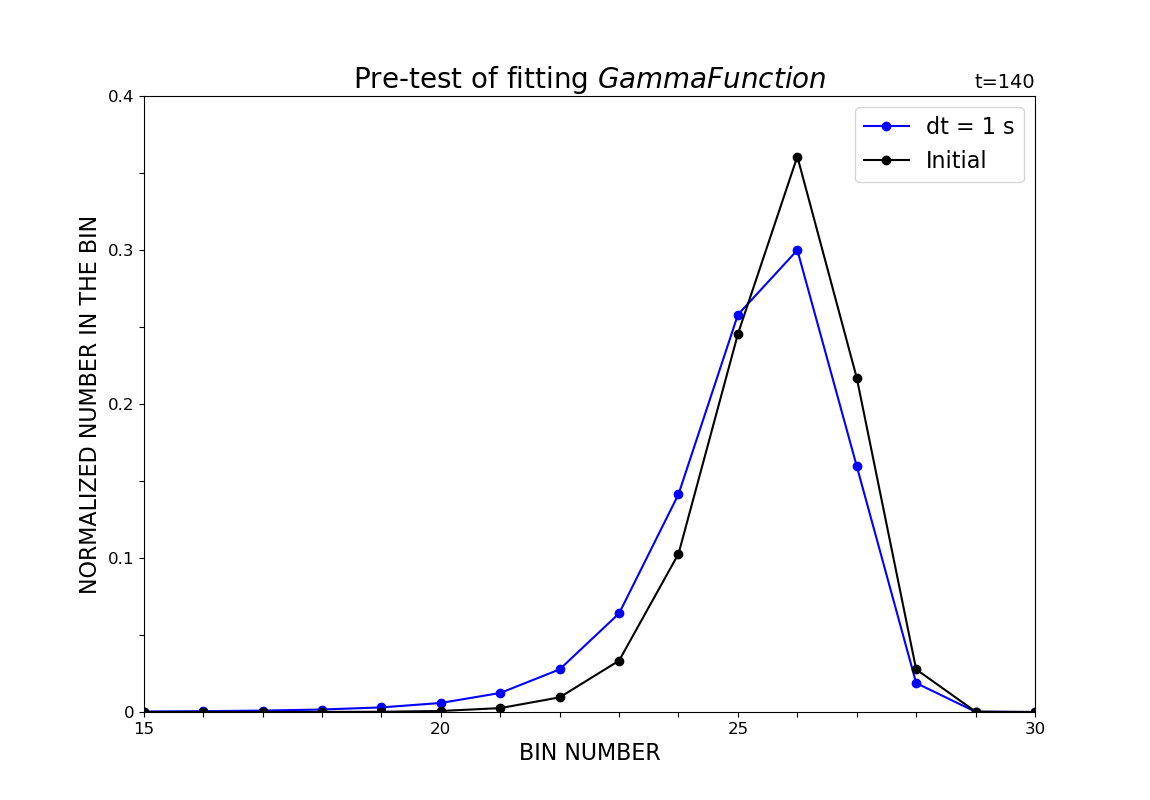 Pre-test of fitting GammaFunction
t=140
0.4
dt = 1 s
Initial
0.3
NORMALIZED NUMBER IN THE BIN
0.2
0.1
0
15 20 25 30
BIN NUMBER